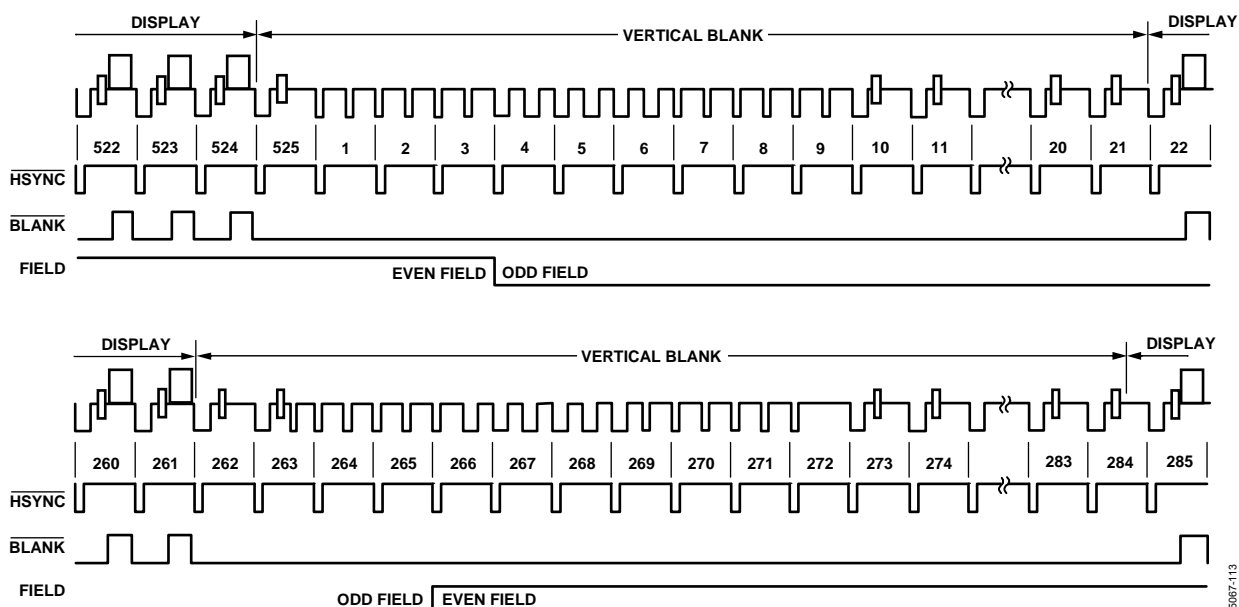 DISPLAY VERTICAL BLANK DISPLAY
522 523 524 525 1 2 3 4 5 6 7 8 9 10 11 20 21 22
HSYNC
BLANK
FIELD EVEN FIELD ODD FIELD
DISPLAY VERTICAL BLANK DISPLAY
260 261 262 263 264 265 266 267 268 269 270 271 272 273 274 283 284 285
HSYNC
BLANK
FIELD ODD FIELD EVEN FIELD